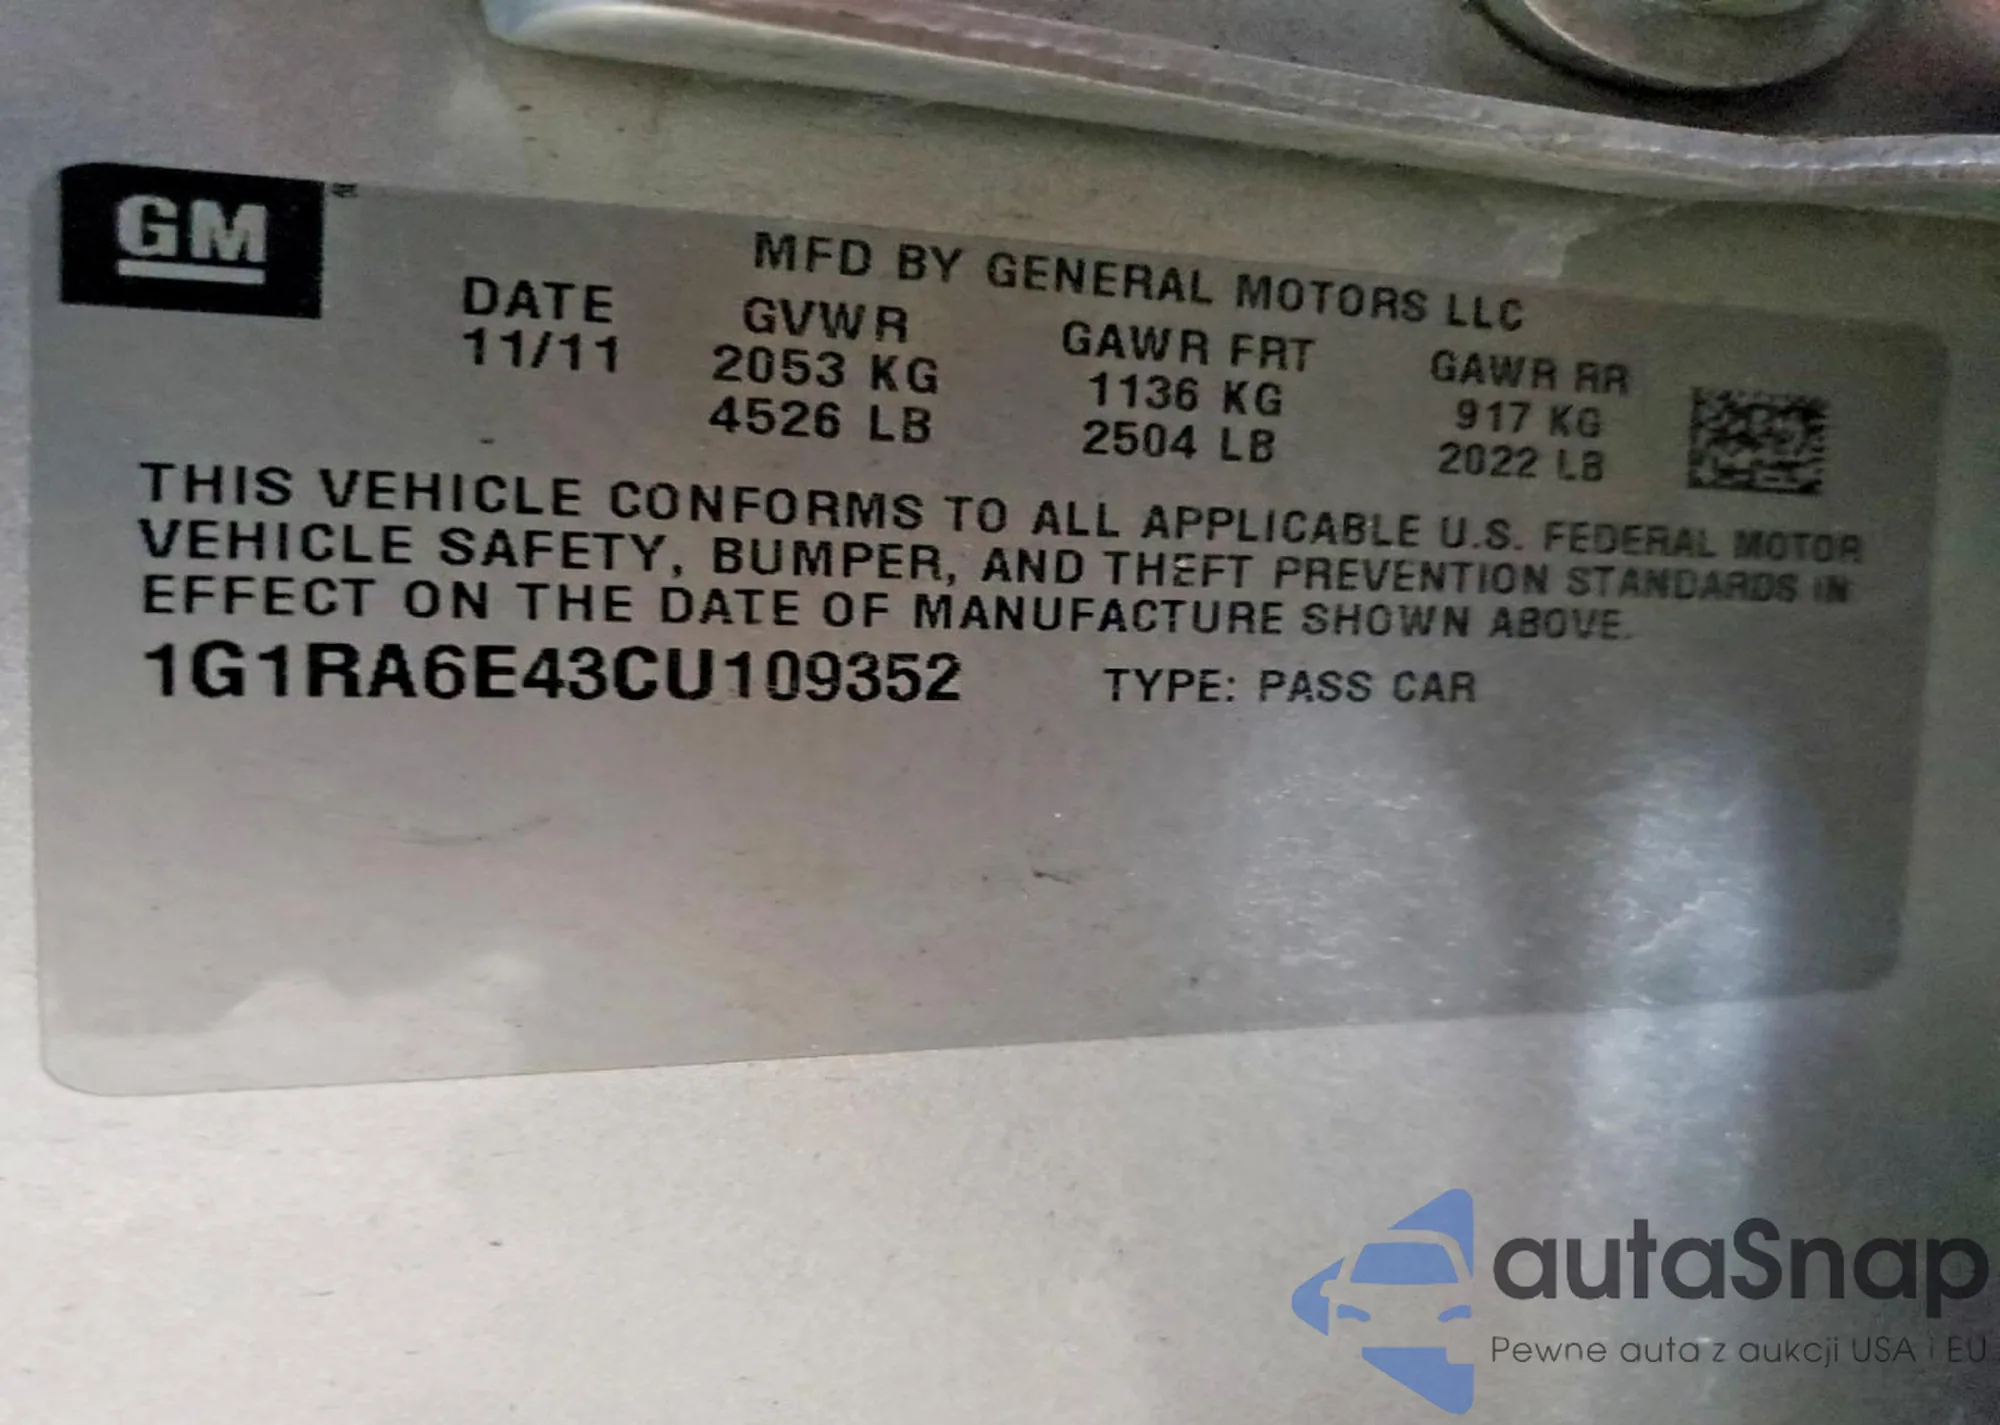 GM
MFD BY GENERAL MOTORS LLC
DATE GVWR GAWR FRT GAWR RR
11/11 2053 KG 1136 KG 917 KG
4526 LB 2504 LB 2022 LB
THIS VEHICLE CONFORMS TO ALL APPLICABLE U.S. FEDERAL MOTOR
VEHICLE SAFETY, BUMPER, AND THEFT PREVENTION STANDARDS IN
EFFECT ON THE DATE OF MANUFACTURE SHOWN ABOVE.
1G1RA6E43CU109352 TYPE: PASS CAR
autaSnap
Pewne auta z aukcji USA i EU